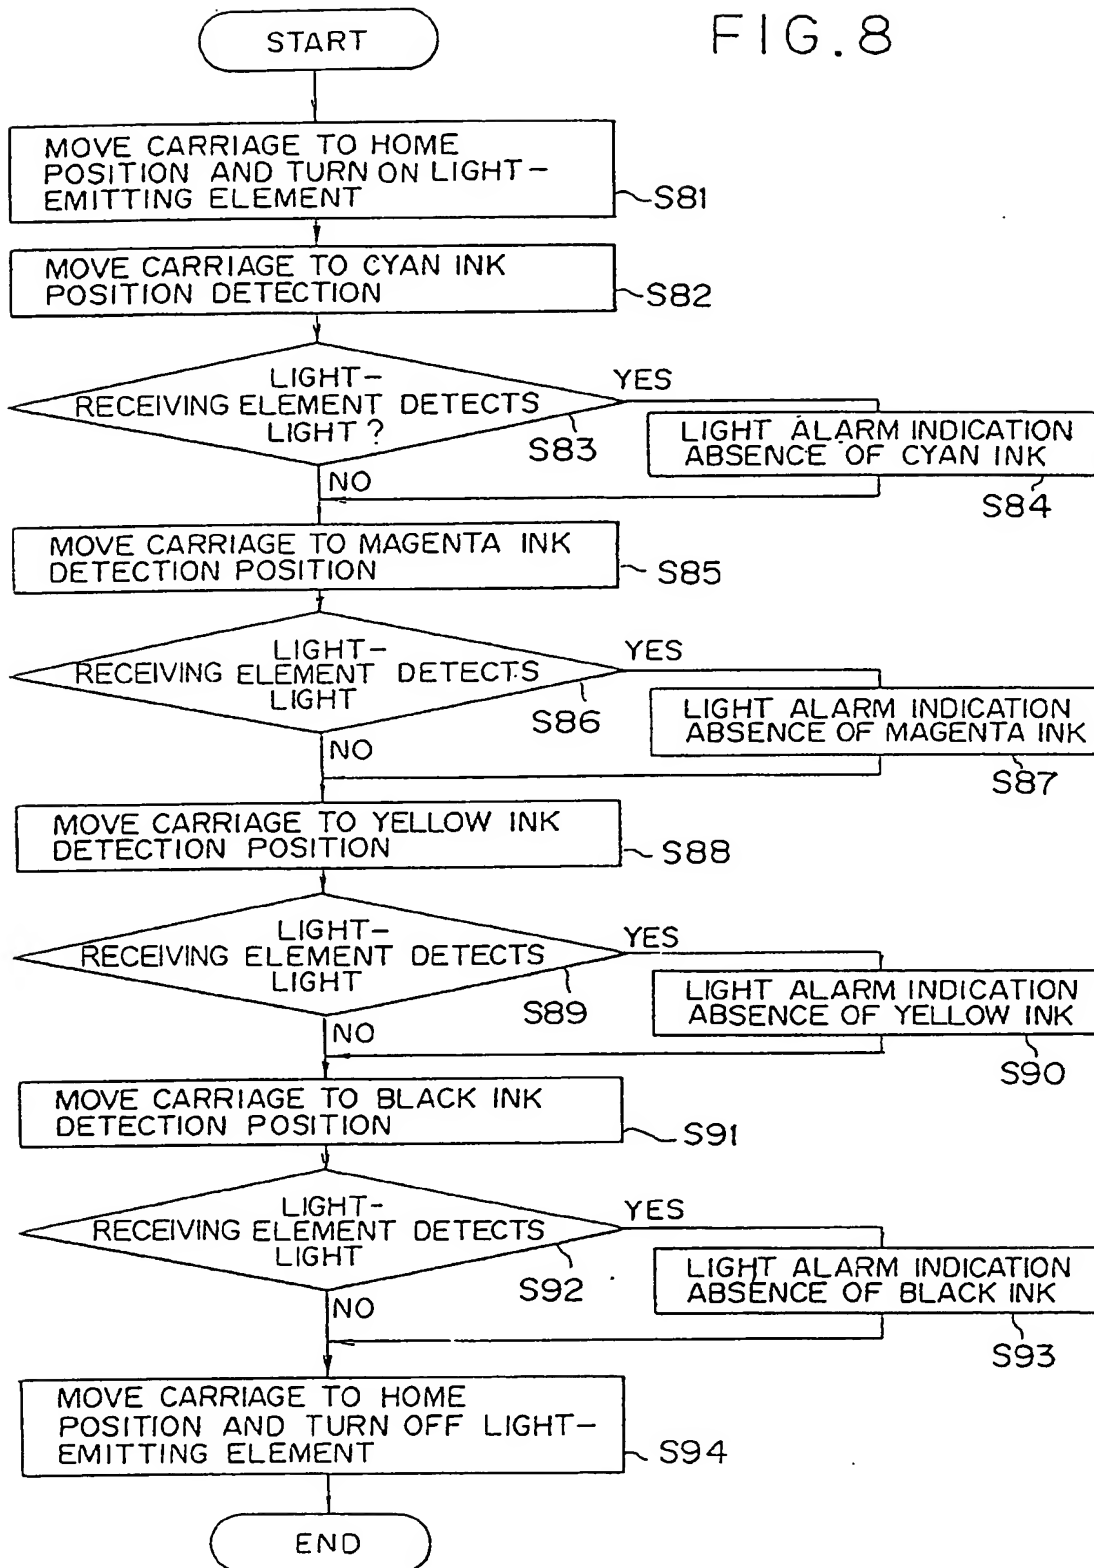 FIG.8
START
MOVE CARRIAGE TO HOME
POSITION AND TURN ON LIGHT-
EMITTING ELEMENT
S81
MOVE CARRIAGE TO CYAN INK
POSITION DETECTION
S82
LIGHT-
RECEIVING ELEMENT DETECTS
LIGHT?
S83
YES
NO
LIGHT ALARM INDICATION
ABSENCE OF CYAN INK
S84
MOVE CARRIAGE TO MAGENTA INK
DETECTION POSITION
S85
LIGHT-
RECEIVING ELEMENT DETECTS
LIGHT
S86
YES
NO
LIGHT ALARM INDICATION
ABSENCE OF MAGENTA INK
S87
MOVE CARRIAGE TO YELLOW INK
DETECTION POSITION
S88
LIGHT-
RECEIVING ELEMENT DETECTS
LIGHT
S89
YES
NO
LIGHT ALARM INDICATION
ABSENCE OF YELLOW INK
S90
MOVE CARRIAGE TO BLACK INK
DETECTION POSITION
S91
LIGHT-
RECEIVING ELEMENT DETECTS
LIGHT
S92
YES
NO
LIGHT ALARM INDICATION
ABSENCE OF BLACK INK
S93
MOVE CARRIAGE TO HOME
POSITION AND TURN OFF LIGHT-
EMITTING ELEMENT
S94
END